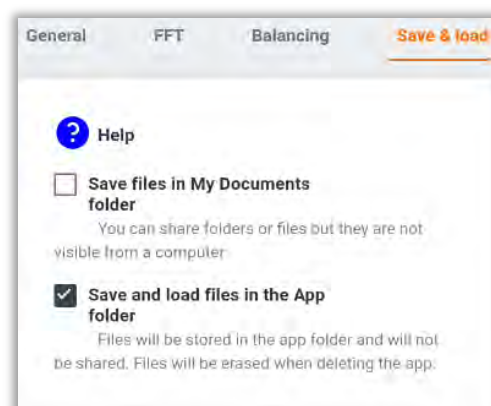 General FFT Balancing Save & load
? Help
Save files in My Documents
folder
You can share folders or files but they are not
visible from a computer
Save and load files in the App
folder
Files will be stored in the app folder and will not
be shared. Files will be erased when deleting the app.